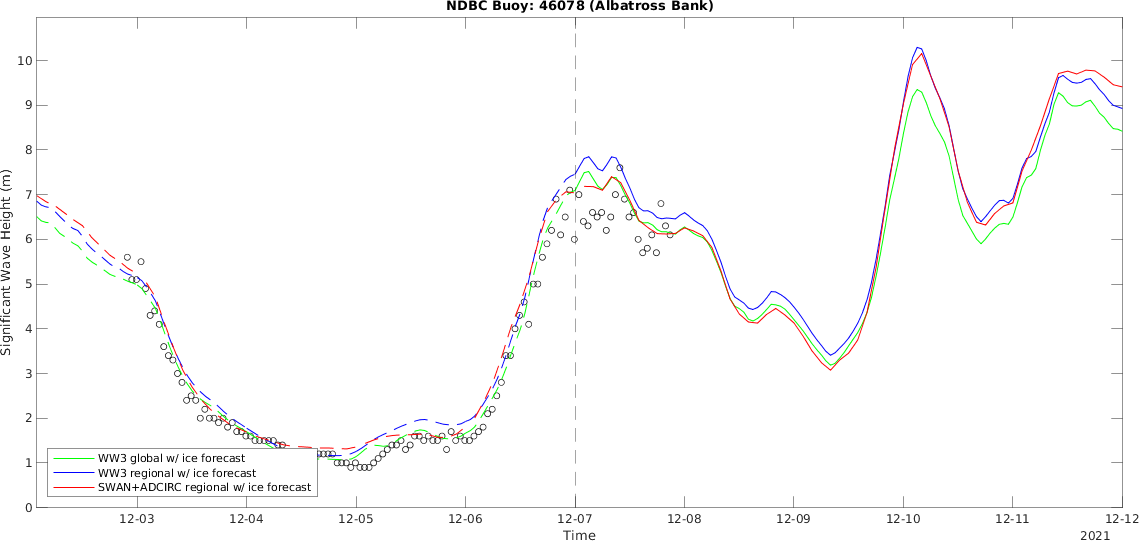 NDBC Buoy: 46078 (Albatross Bank)
Significant Wave Height (m)
10
9
8
7
6
5
4
3
2
1
0
WW3 global w/ ice forecast
WW3 regional w/ ice forecast
SWAN+ADCIRC regional w/ ice forecast
12-03 12-04 12-05 12-06 12-07 12-08 12-09 12-10 12-11 12-12
Time
2021